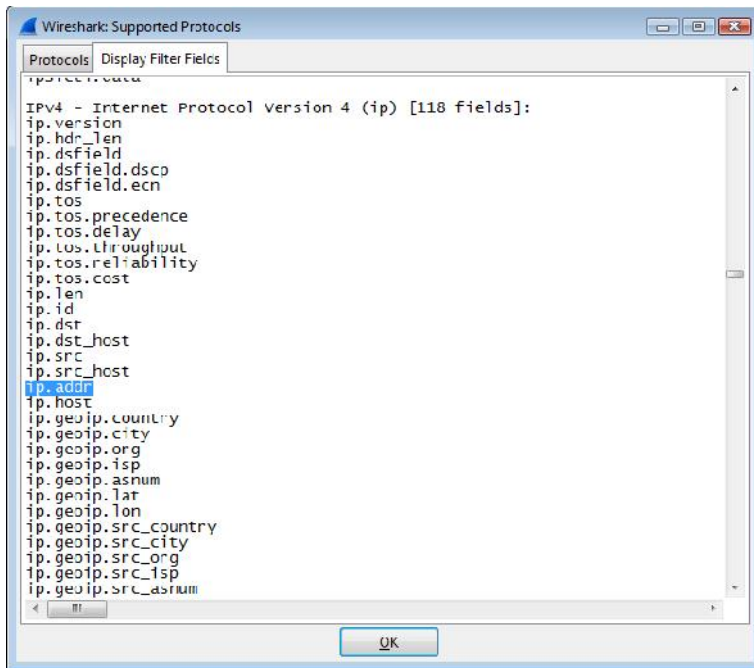 Wireshark: Supported Protocols
Protocols Display Filter Fields
IPv4 - Internet Protocol Version 4 (ip) [118 fields]:
ip.version
ip.hdr_len
ip.dsfield
ip.dsfield.dscp
ip.dsfield.ecn
ip.tos
ip.tos.precedence
ip.tos.delay
ip.tos.throughput
ip.tos.reliability
ip.tos.cost
ip.len
ip.id
ip.dst
ip.dst_host
ip.src
ip.src_host
ip.addr
ip.host
ip.geoip.country
ip.geoip.city
ip.geoip.org
ip.geoip.isp
ip.geoip.asnum
ip.geoip.lat
ip.geoip.lon
ip.geoip.src_country
ip.geoip.src_city
ip.geoip.src_org
ip.geoip.src_isp
ip.geoip.src_asnum
OK